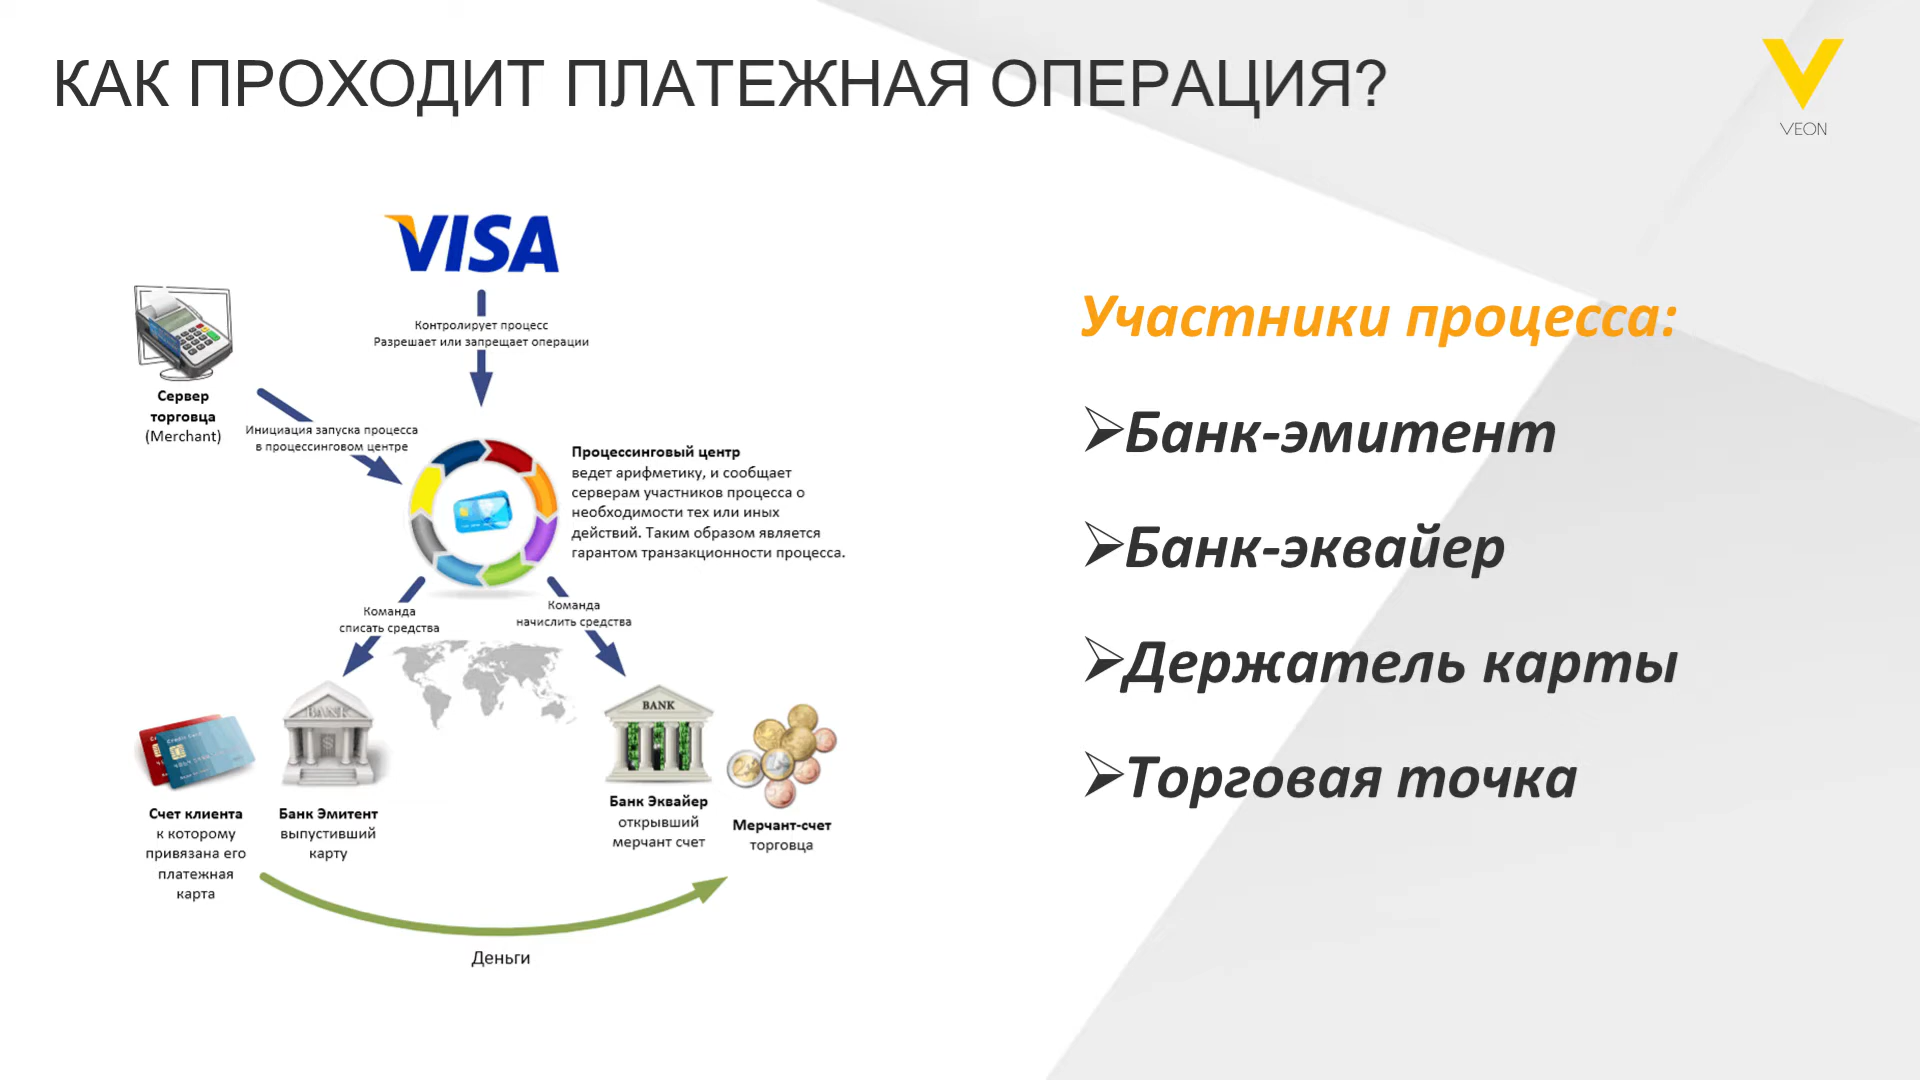 КАК ПРОХОДИТ ПЛАТЕЖНАЯ ОПЕРАЦИЯ?
VEON
VISA
Контролирует процесс
Разрешает или запрещает операции
Сервер
торговца
(Merchant)
Инициация запуска процесса
в процессинговом центре
Процессинговый центр
ведет арифметику, и сообщает
серверам участников процесса о
необходимости тех или иных
действий. Таким образом является
гарантом транзакционности процесса.
Команда
списать средства
Команда
начислить средства
BANK
BANK
Credit Card
Счет клиента
к которому
привязана его
платежная
карта
Банк Эмитент
выпустивший
карту
Банк Эквайер
открывший
мерчант счет
Мерчант-счет
торговца
Деньги
Участники процесса:
Банк-эмитент
Банк-эквайер
Держатель карты
Торговая точка